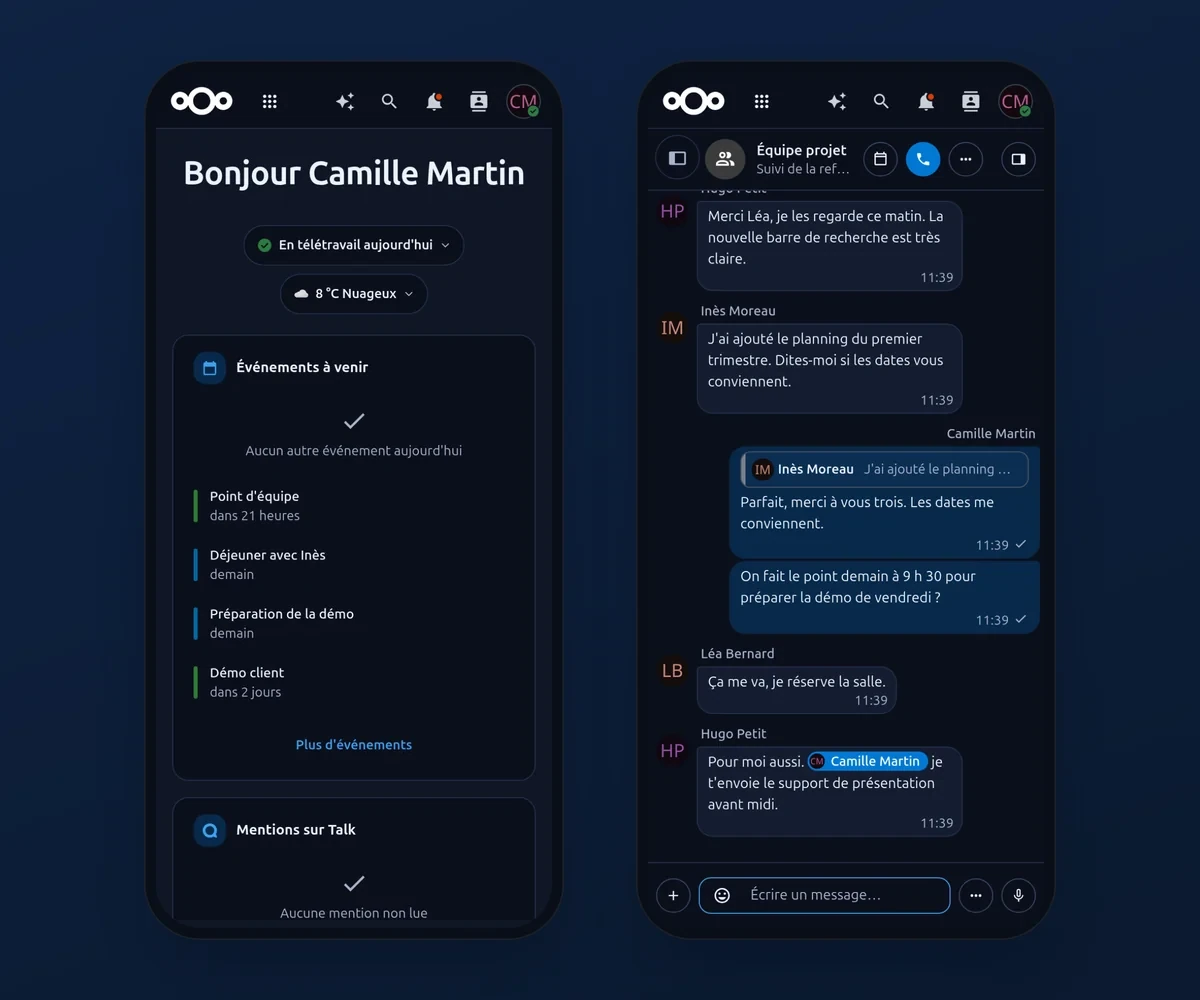 CM
Bonjour Camille Martin
En télétravail aujourd'hui
8 °C Nuageux
Événements à venir
Aucun autre événement aujourd'hui
Point d'équipe
dans 21 heures
Déjeuner avec Inès
demain
Préparation de la démo
demain
Démo client
dans 2 jours
Plus d'événements
Mentions sur Talk
Aucune mention non lue
CM
Équipe projet
Suivi de la ref…
Hugo Petit
HP
Merci Léa, je les regarde ce matin. La
nouvelle barre de recherche est très
claire.
11:39
Inès Moreau
IM
J'ai ajouté le planning du premier
trimestre. Dites-moi si les dates vous
conviennent.
11:39
Camille Martin
IM Inès Moreau J'ai ajouté le planning …
Parfait, merci à vous trois. Les dates me
conviennent.
11:39
On fait le point demain à 9 h 30 pour
préparer la démo de vendredi ?
11:39
Léa Bernard
LB
Ça me va, je réserve la salle.
11:39
Hugo Petit
HP
Pour moi aussi. CM Camille Martin je
t'envoie le support de présentation
avant midi.
11:39
Écrire un message…